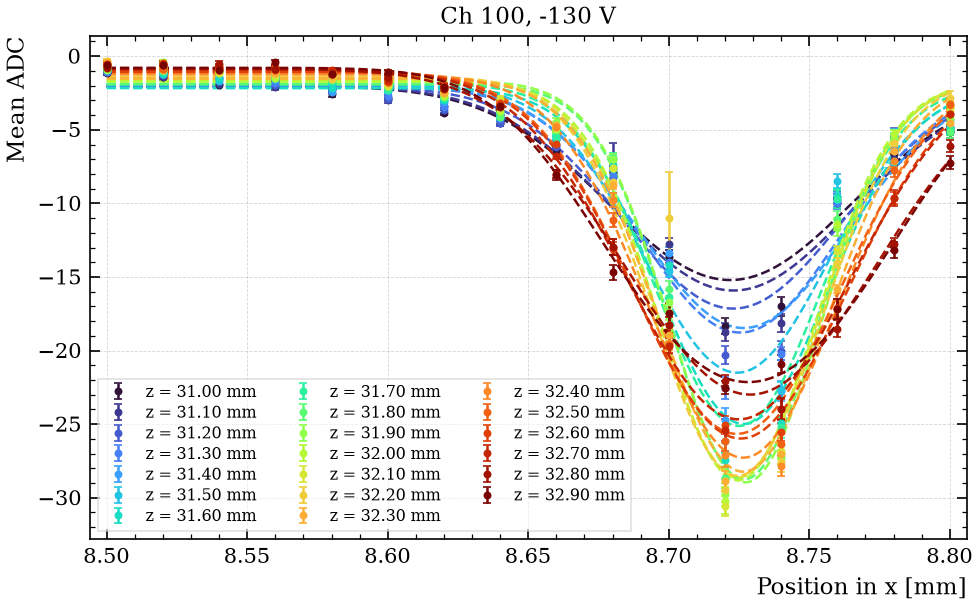 Ch 100, -130 V
Mean ADC
0
−5
−10
−15
−20
−25
−30
z = 31.00 mm
z = 31.10 mm
z = 31.20 mm
z = 31.30 mm
z = 31.40 mm
z = 31.50 mm
z = 31.60 mm
z = 31.70 mm
z = 31.80 mm
z = 31.90 mm
z = 32.00 mm
z = 32.10 mm
z = 32.20 mm
z = 32.30 mm
z = 32.40 mm
z = 32.50 mm
z = 32.60 mm
z = 32.70 mm
z = 32.80 mm
z = 32.90 mm
8.50 8.55 8.60 8.65 8.70 8.75 8.80
Position in x [mm]